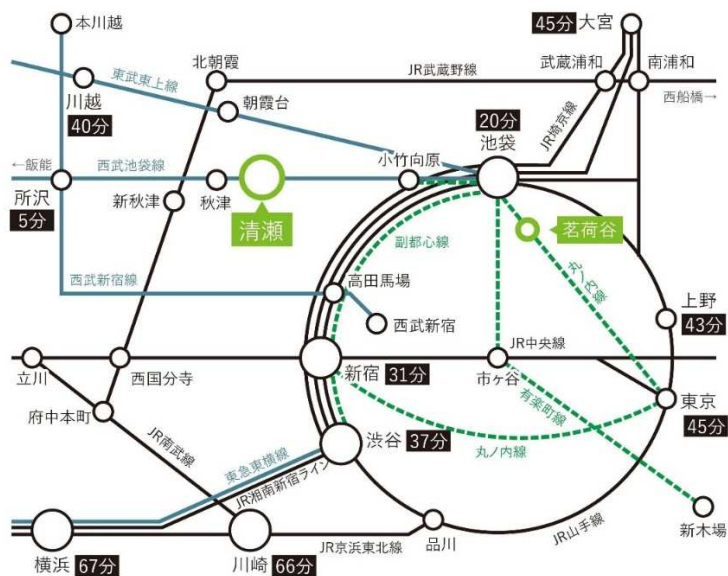 本川越
45分 大宮
北朝霞
東武東上線
JR武蔵野線
武蔵浦和
南浦和
川越
40分
朝霞台
西船橋→
20分
池袋
JR埼京線
←飯能
西武池袋線
小竹向原
所沢
5分
新秋津
秋津
清瀬
茗荷谷
副都心線
丸ノ内線
西武新宿線
高田馬場
上野
43分
西武新宿
JR中央線
立川
西国分寺
新宿 31分
市ヶ谷
東京
45分
府中本町
有楽町線
JR南武線
渋谷 37分
丸ノ内線
東急東横線
JR湘南新宿ライン
新木場
横浜 67分
川崎 66分
JR京浜東北線
品川
JR山手線